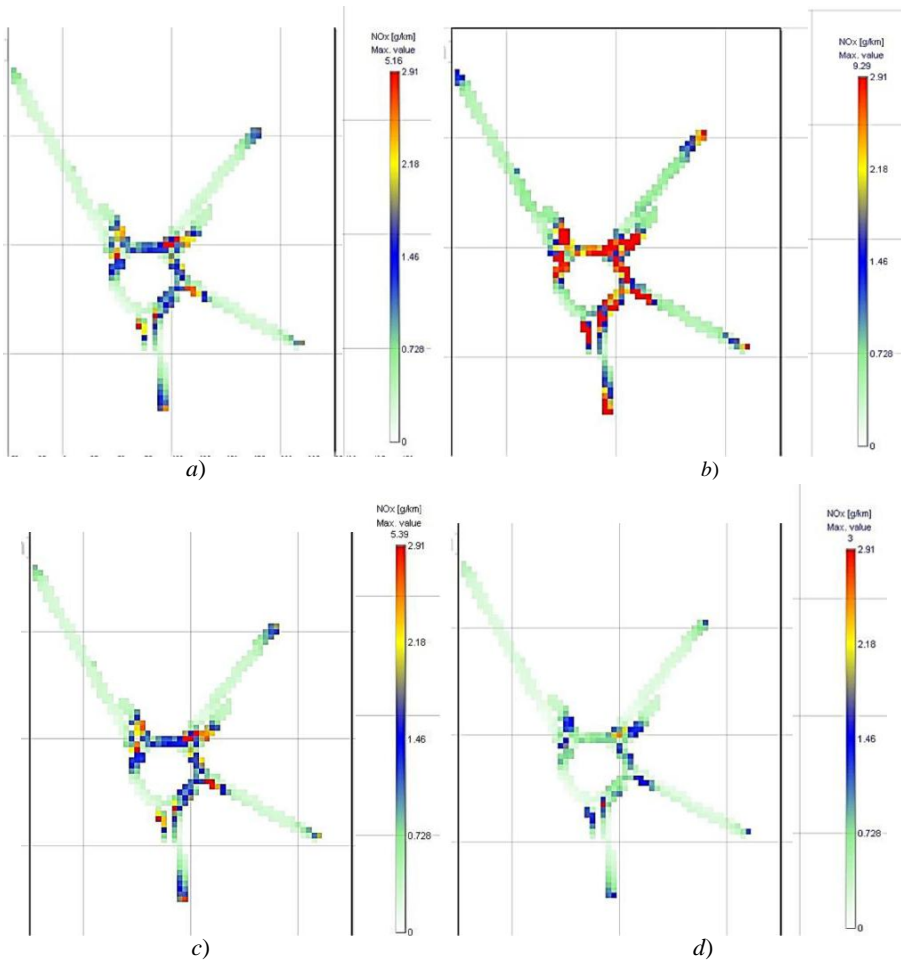 NOx [g/km]
Max. value
5.16
2.91
2.18
1.46
0.728
0
a)
NOx [g/km]
Max. value
9.29
2.91
2.18
1.46
0.728
0
b)
NOx [g/km]
Max. value
5.39
2.91
2.18
1.46
0.728
0
c)
NOx [g/km]
Max. value
3
2.91
2.18
1.46
0.728
0
d)